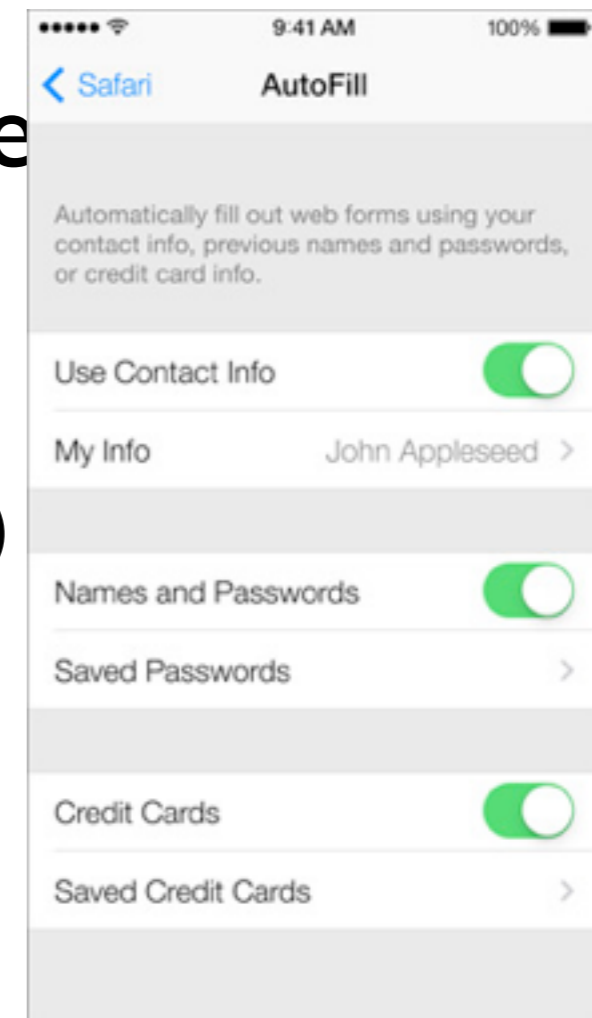 9:41 AM 100%
Safari AutoFill
e
Automatically fill out web forms using your
contact info, previous names and passwords,
or credit card info.
Use Contact Info
My Info John Appleseed >
)
Names and Passwords
Saved Passwords >
Credit Cards
Saved Credit Cards >